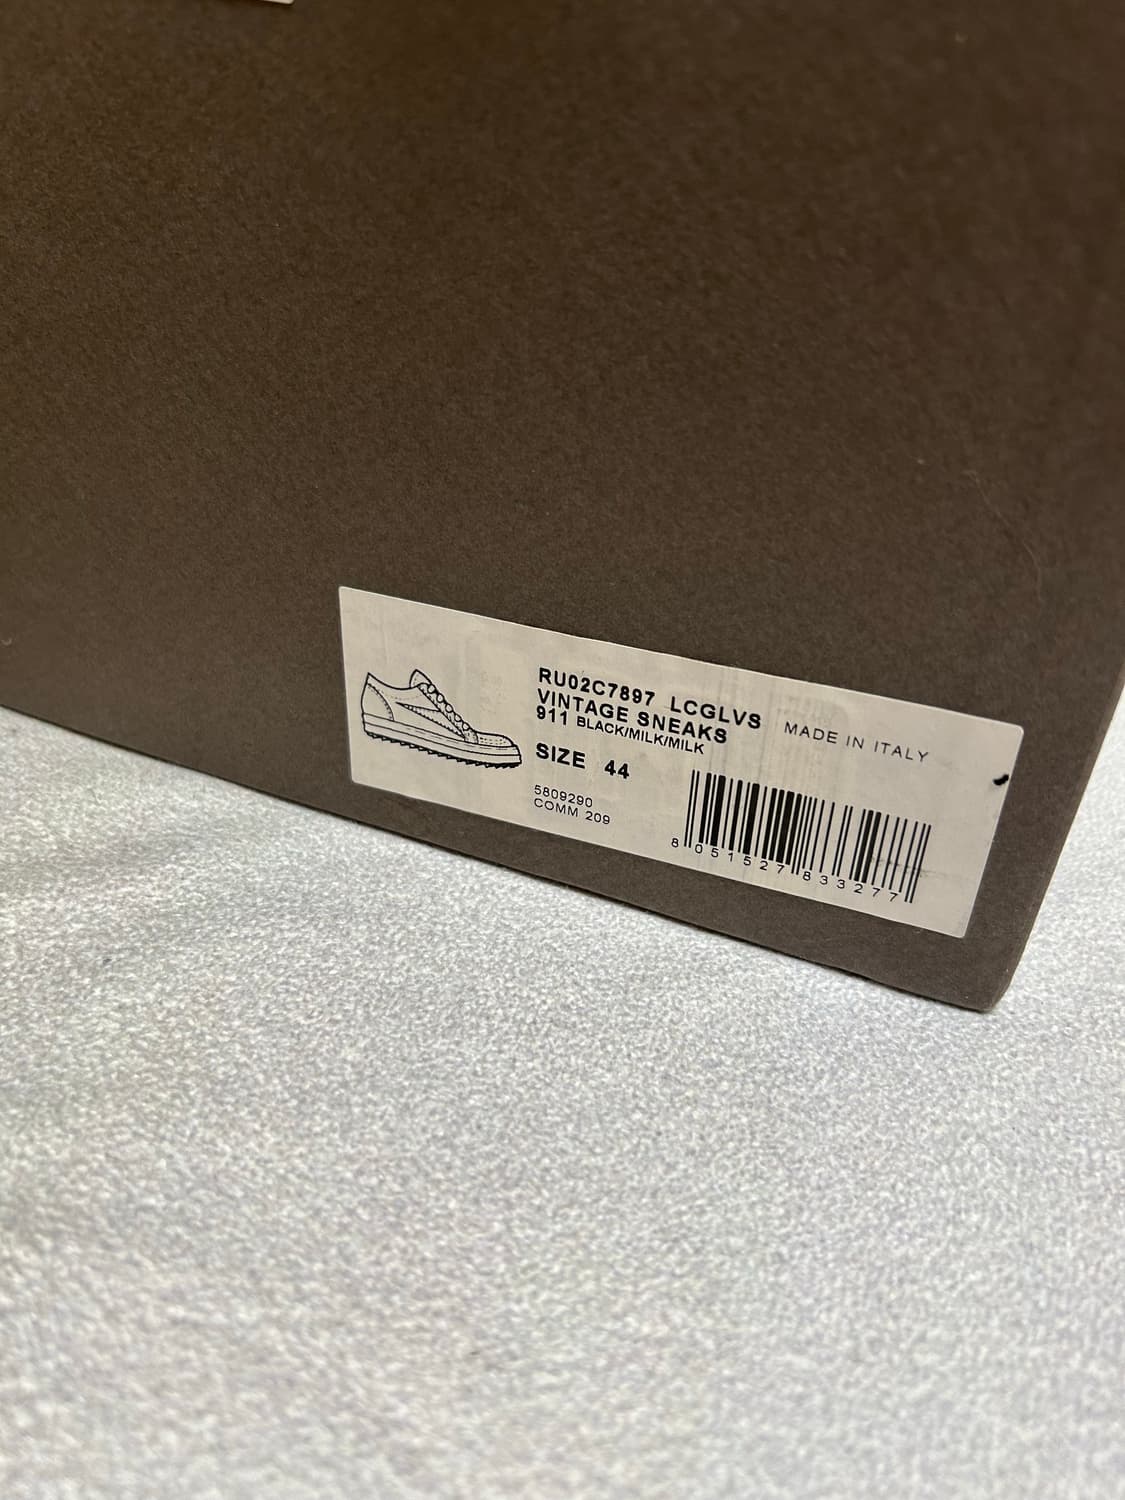 RU02C7897 LCGLVS
VINTAGE SNEAKS
911 BLACK/MILK/MILK
MADE IN ITALY
SIZE 44
5809290
COMM 209
8 051527 833277